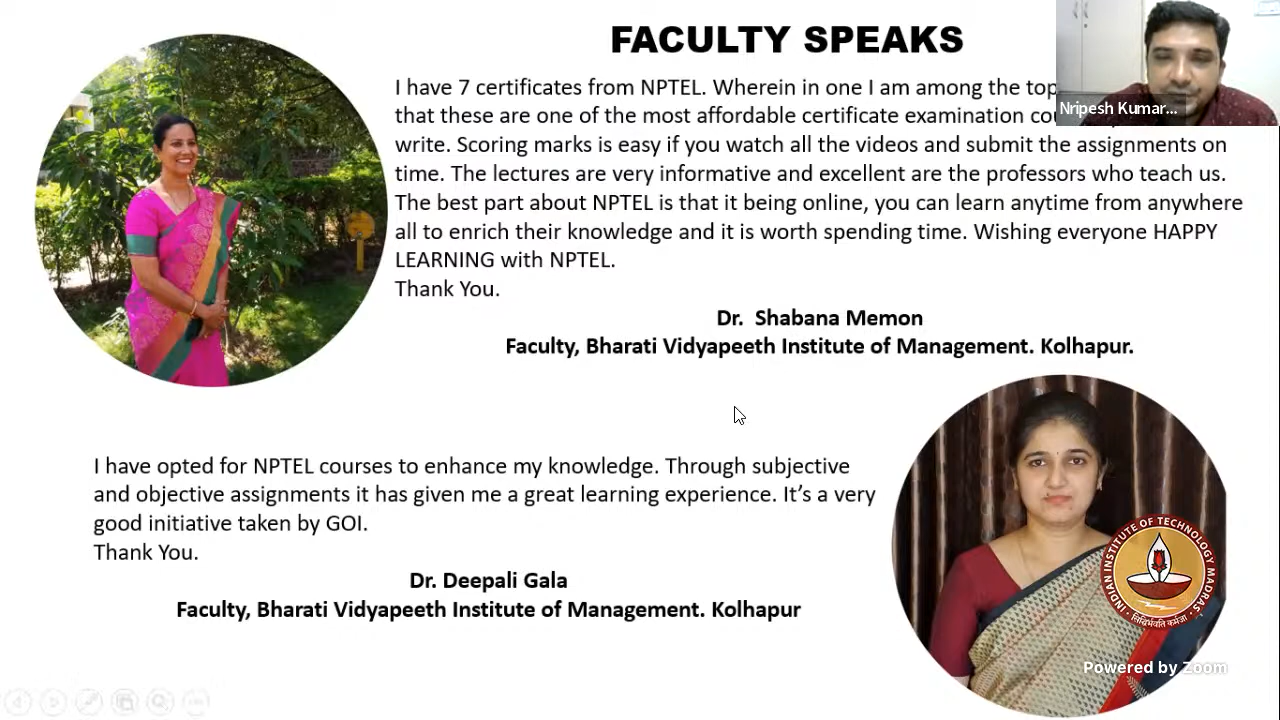 FACULTY SPEAKS
I have 7 certificates from NPTEL. Wherein in one I am among the top
that these are one of the most affordable certificate examination
write. Scoring marks is easy if you watch all the videos and submit the assignments on
time. The lectures are very informative and excellent are the professors who teach us.
The best part about NPTEL is that it being online, you can learn anytime from anywhere
all to enrich their knowledge and it is worth spending time. Wishing everyone HAPPY
LEARNING with NPTEL.
Thank You.
Dr. Shabana Memon
Faculty, Bharati Vidyapeeth Institute of Management. Kolhapur.
Nripesh Kumar...
I have opted for NPTEL courses to enhance my knowledge. Through subjective
and objective assignments it has given me a great learning experience. It’s a very
good initiative taken by GOI.
Thank You.
Dr. Deepali Gala
Faculty, Bharati Vidyapeeth Institute of Management. Kolhapur
INDIAN INSTITUTE OF TECHNOLOGY MADRAS
सिद्धिर्भवति कर्मजा
Powered by Zoom